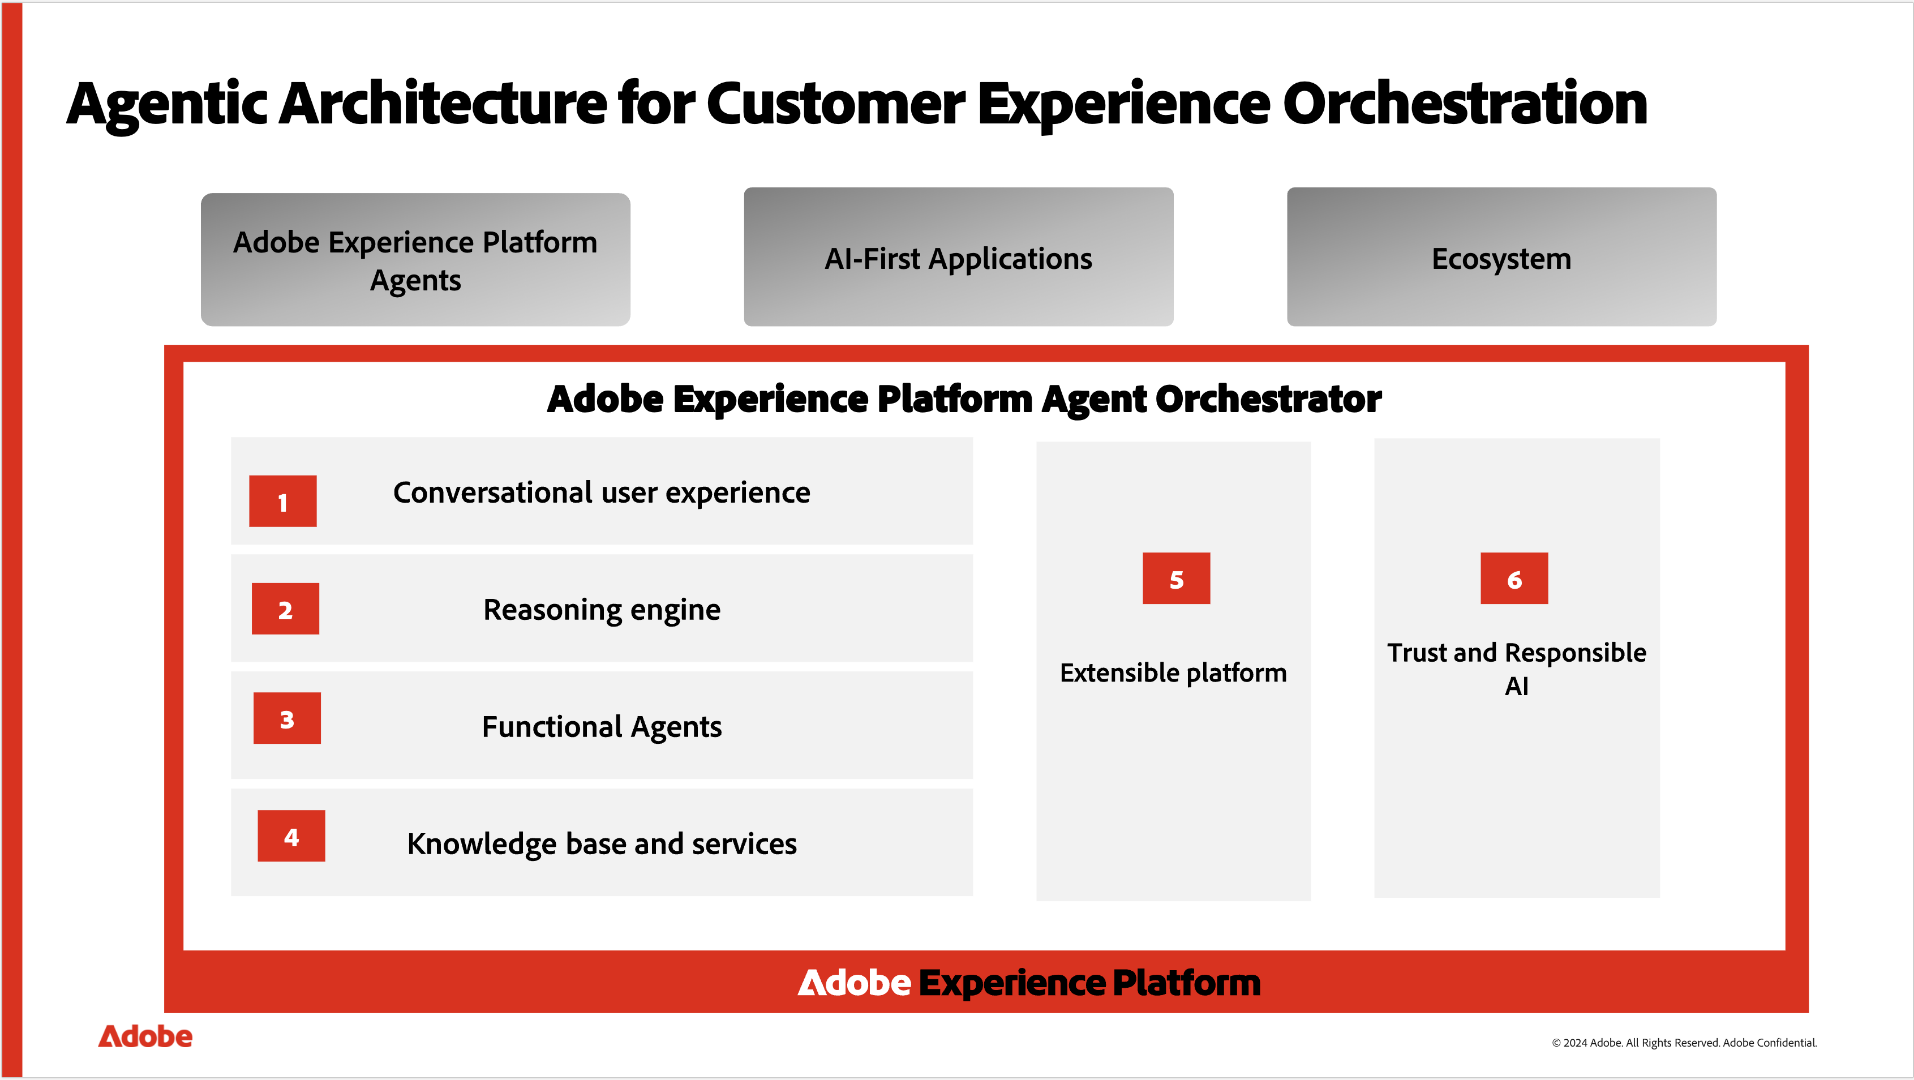 Agentic Architecture for Customer Experience Orchestration
Adobe Experience Platform
Agents
AI-First Applications
Ecosystem
Adobe Experience Platform Agent Orchestrator
1
Conversational user experience
2
Reasoning engine
3
Functional Agents
4
Knowledge base and services
5
Extensible platform
6
Trust and Responsible
AI
Adobe Experience Platform
Adobe
© 2024 Adobe. All Rights Reserved. Adobe Confidential.